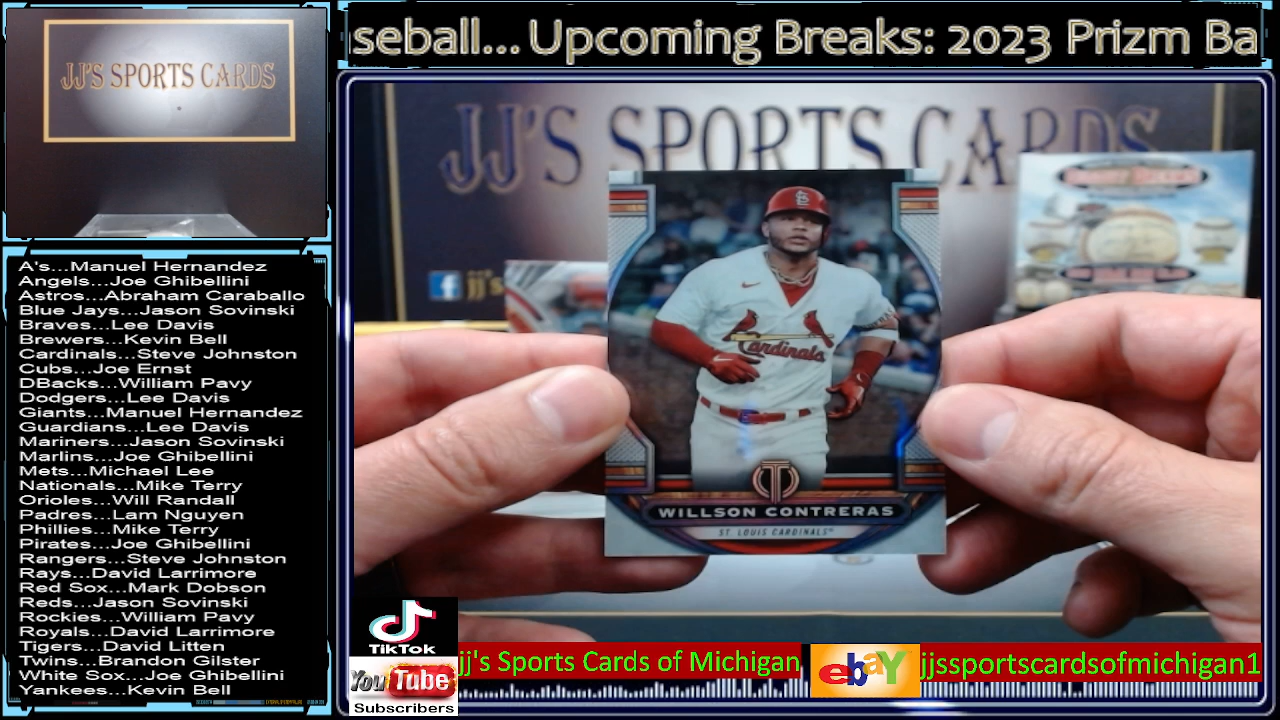 JJ'S SPORTS CARDS
seball... Upcoming Breaks: 2023 Prizm Ba
JJ'S SPORTS CARDS
jj's
Cardinals
WILLSON CONTRERAS
ST. LOUIS CARDINALS
A's...Manuel Hernandez
Angels...Joe Ghibellini
Astros...Abraham Caraballo
Blue Jays...Jason Sovinski
Braves...Lee Davis
Brewers...Kevin Bell
Cardinals...Steve Johnston
Cubs...Joe Ernst
DBacks...William Pavy
Dodgers...Lee Davis
Giants...Manuel Hernandez
Guardians...Lee Davis
Mariners...Jason Sovinski
Marlins...Joe Ghibellini
Mets...Michael Lee
Nationals...Mike Terry
Orioles...Will Randall
Padres...Lam Nguyen
Phillies...Mike Terry
Pirates...Joe Ghibellini
Rangers...Steve Johnston
Rays...David Larrimore
Red Sox...Mark Dobson
Reds...Jason Sovinski
Rockies...William Pavy
Royals...David Larrimore
Tigers...David Litten
Twins...Brandon Gilster
White Sox...Joe Ghibellini
Yankees...Kevin Bell
TikTok
YouTube
Subscribers
jj's Sports Cards of Michigan
ebaY
jjssportscardsofmichigan1